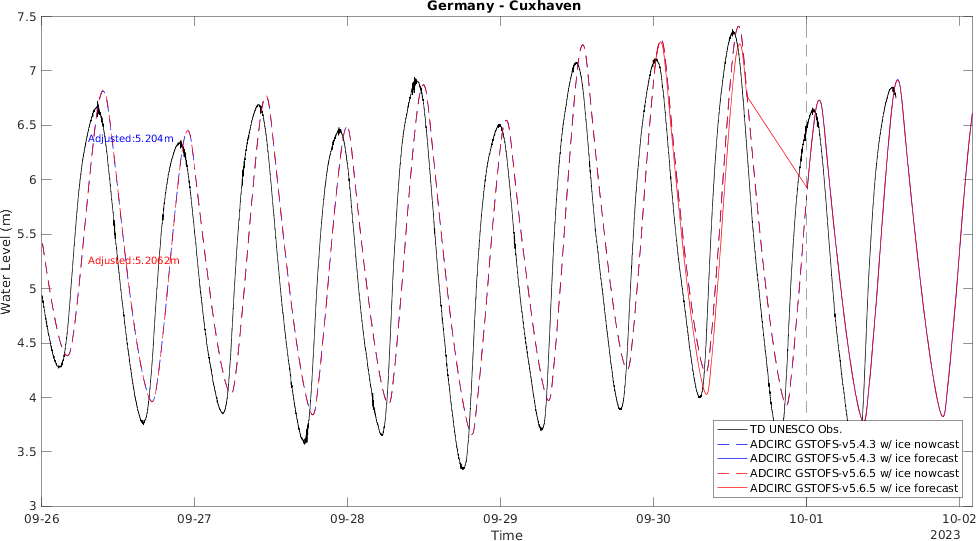 Germany - Cuxhaven
7.5
7
6.5
6
5.5
5
4.5
4
3.5
3
Water Level (m)
Adjusted:5.204m
Adjusted:5.2062m
TD UNESCO Obs.
ADCIRC GSTOFS-v5.4.3 w/ ice nowcast
ADCIRC GSTOFS-v5.4.3 w/ ice forecast
ADCIRC GSTOFS-v5.6.5 w/ ice nowcast
ADCIRC GSTOFS-v5.6.5 w/ ice forecast
09-26 09-27 09-28 09-29 09-30 10-01 10-02
Time 2023